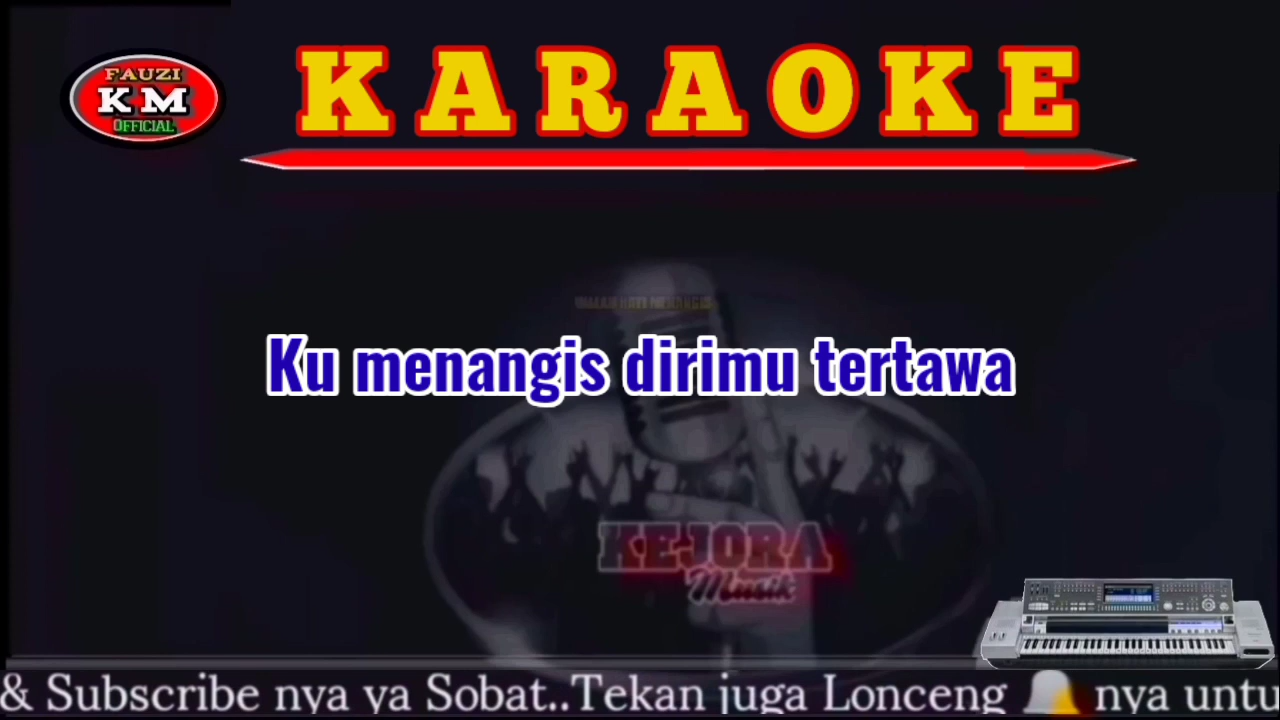 KARAOKE
FAUZI
KM
OFFICIAL
Ku menangis dirimu tertawa
KEJORA
Musik
& Subscribe nya ya Sobat..Tekan juga Lonceng 🔔 nya untu